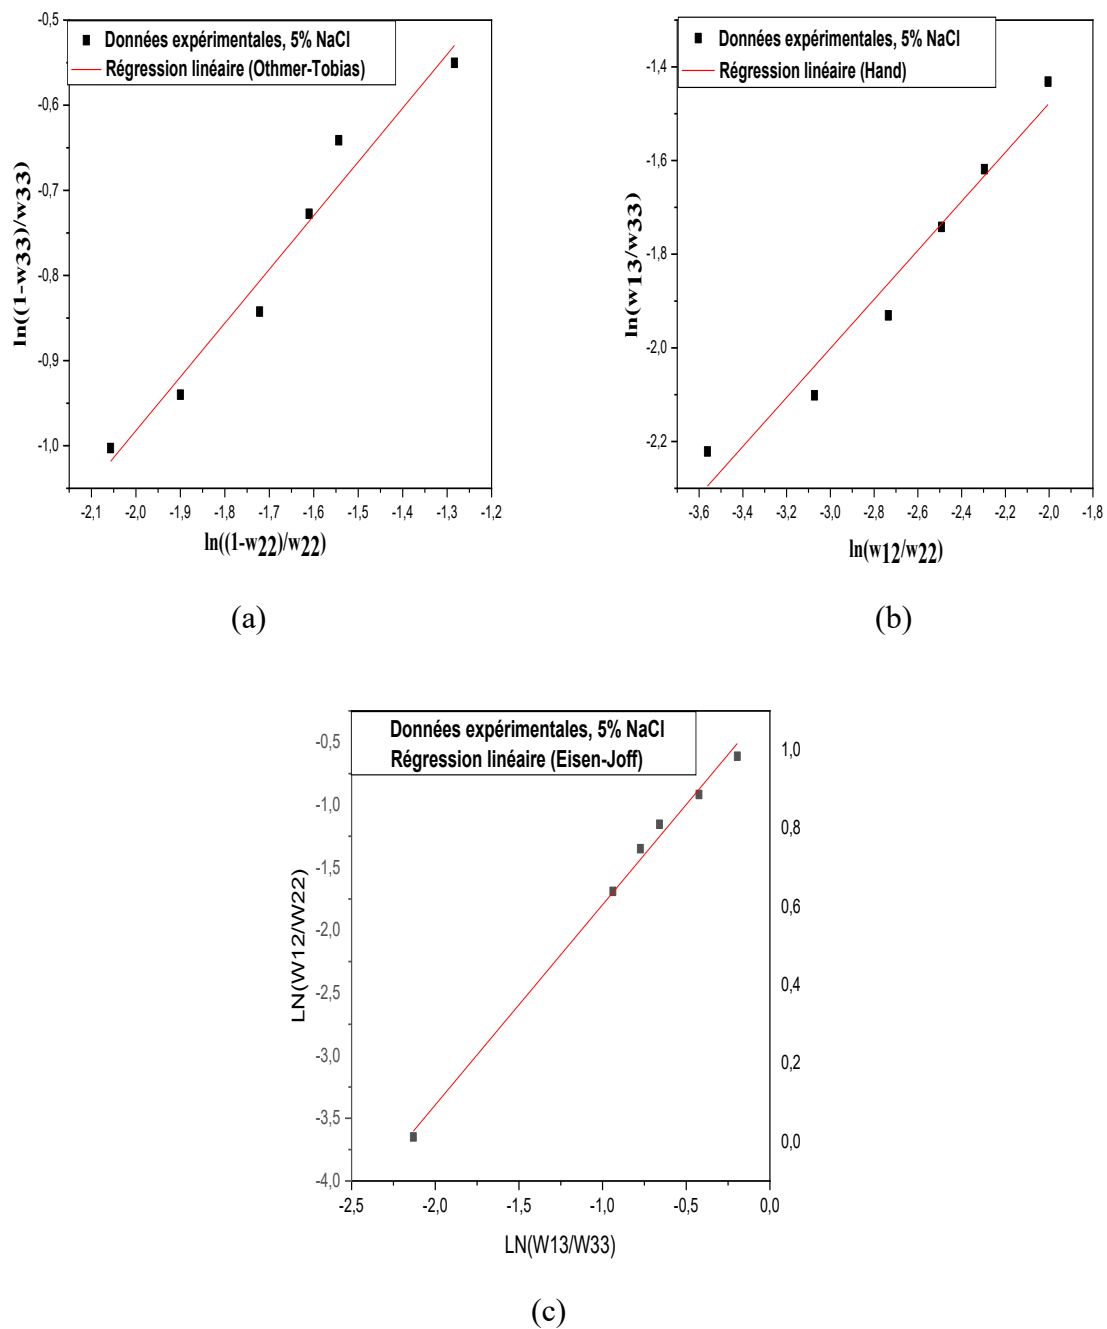 Données expérimentales, 5% NaCl
Régression linéaire (Othmer-Tobias)
-0,5
-0,6
-0,7
-0,8
-0,9
-1,0
ln((1-w33)/w33)
-2,1 -2,0 -1,9 -1,8 -1,7 -1,6 -1,5 -1,4 -1,3 -1,2
ln((1-w22)/w22)
(a)
Données expérimentales, 5% NaCl
Régression linéaire (Hand)
-1,4
-1,6
-1,8
-2,0
-2,2
ln(w13/w33)
-3,6 -3,4 -3,2 -3,0 -2,8 -2,6 -2,4 -2,2 -2,0 -1,8
ln(w12/w22)
(b)
Données expérimentales, 5% NaCl
Régression linéaire (Eisen-Joff)
-0,5
-1,0
-1,5
-2,0
-2,5
-3,0
-3,5
-4,0
LN(W12/W22)
1,0
0,8
0,6
0,4
0,2
0,0
-2,5 -2,0 -1,5 -1,0 -0,5 0,0
LN(W13/W33)
(c)